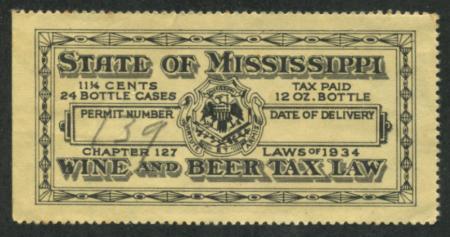 STATE OF MISSISSIPPI
11¼ CENTS
24 BOTTLE CASES
TAX PAID
12 OZ. BOTTLE
PERMIT NUMBER
139
DATE OF DELIVERY
CHAPTER 127
LAWS OF 1934
WINE AND BEER TAX LAW